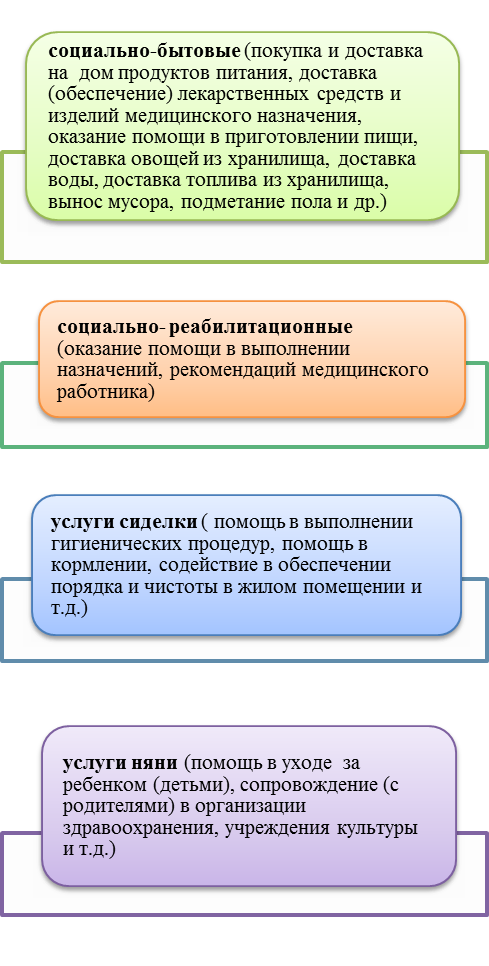 социально-бытовые (покупка и доставка
на дом продуктов питания, доставка
(обеспечение) лекарственных средств и
изделий медицинского назначения,
оказание помощи в приготовлении пищи,
доставка овощей из хранилища, доставка
воды, доставка топлива из хранилища,
вынос мусора, подметание пола и др.)
социально- реабилитационные
(оказание помощи в выполнении
назначений, рекомендаций медицинского
работника)
услуги сиделки ( помощь в выполнении
гигиенических процедур, помощь в
кормлении, содействие в обеспечении
порядка и чистоты в жилом помещении и
т.д.)
услуги няни (помощь в уходе за
ребенком (детьми), сопровождение (с
родителями) в организации
здравоохранения, учреждения культуры
и т.д.)